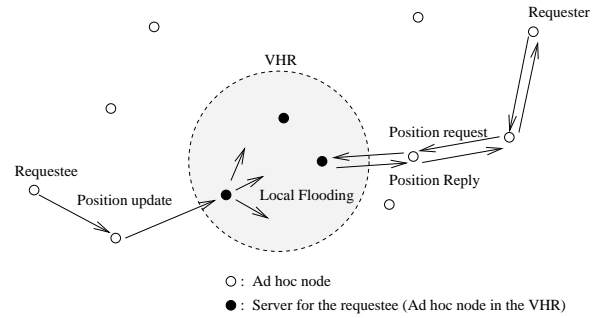 Requester
VHR
Position request
Requestee
Position Reply
Position update
Local Flooding
: Ad hoc node
: Server for the requestee (Ad hoc node in the VHR)